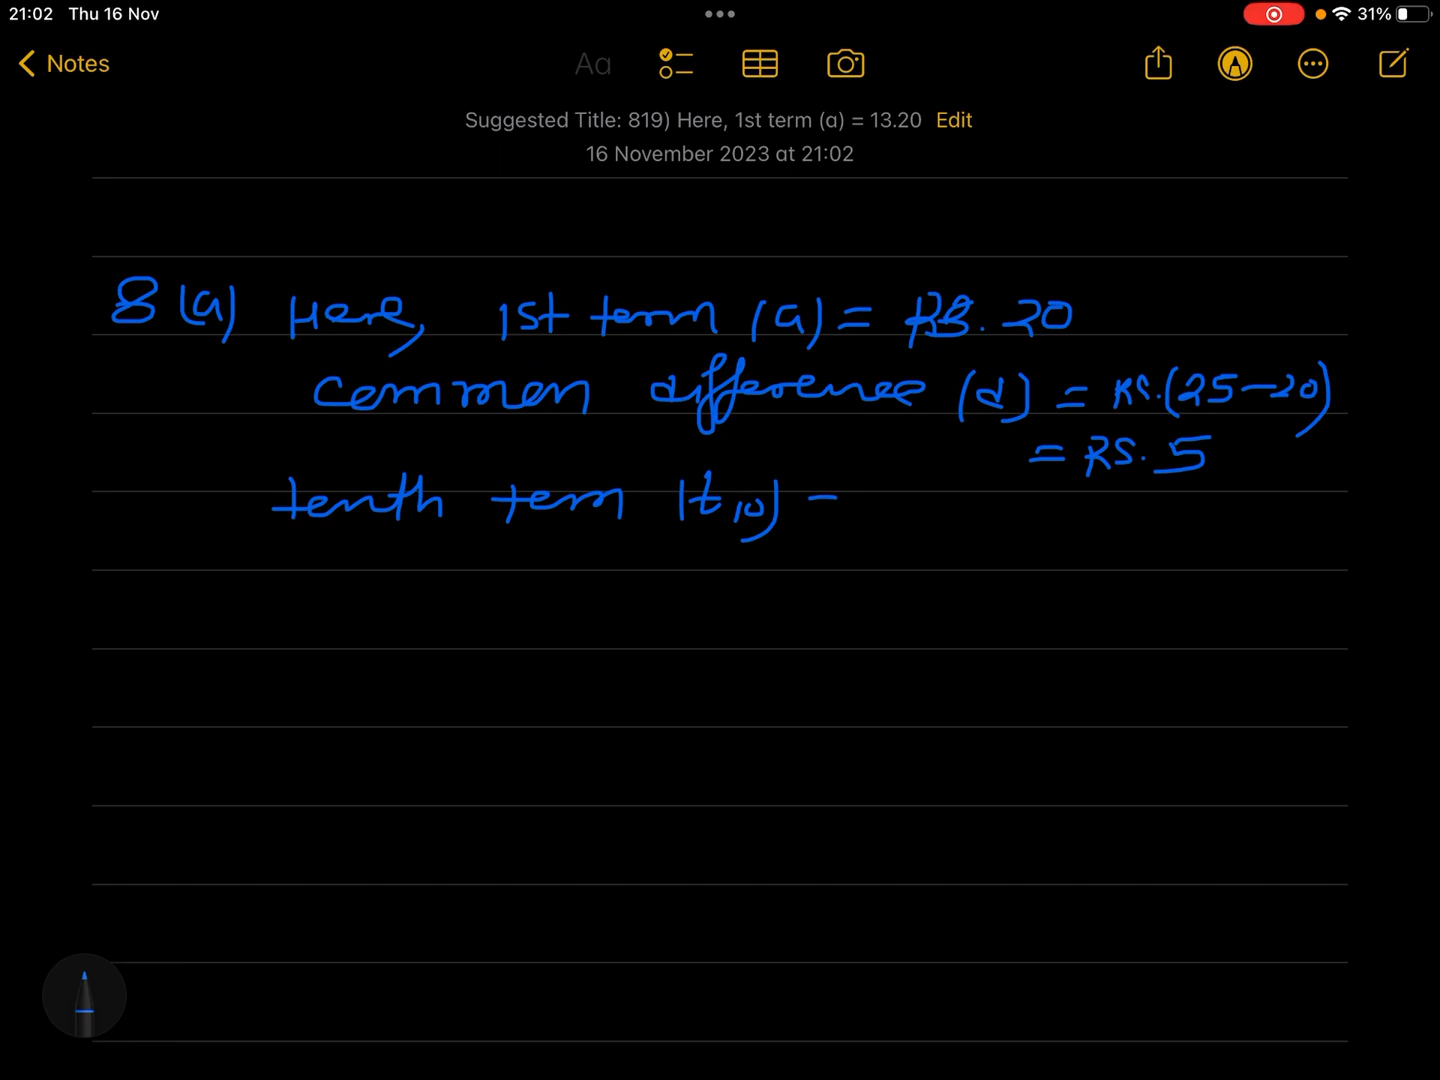 21:02 Thu 16 Nov
31%
Notes
Aa
Suggested Title: 819) Here, 1st term (a) = 13.20 Edit
16 November 2023 at 21:02
8 (a) Here, 1st term (a) = RS. 20
common difference (d) = RS.(25-20)
= RS. 5
tenth term (t10) =